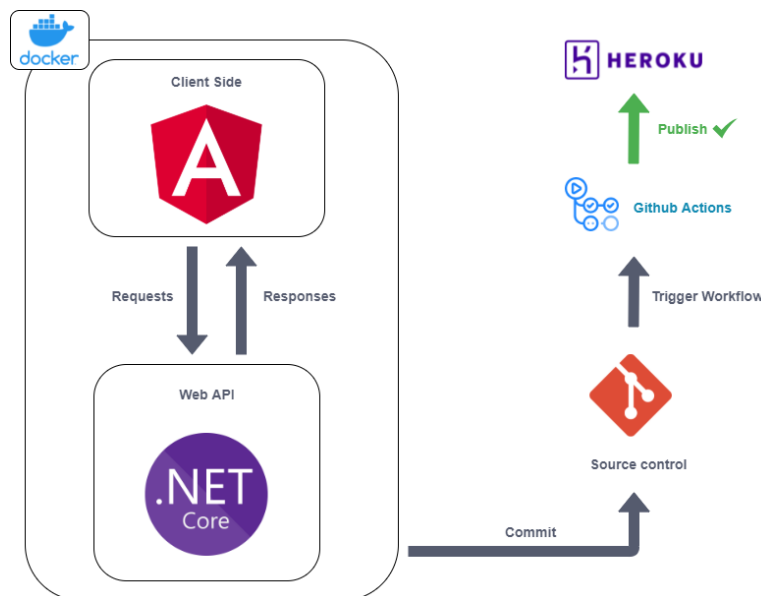 docker
Client Side
A
Requests
Responses
Web API
.NET
Core
Commit
HEROKU
Publish
Github Actions
Trigger Workflow
Source control